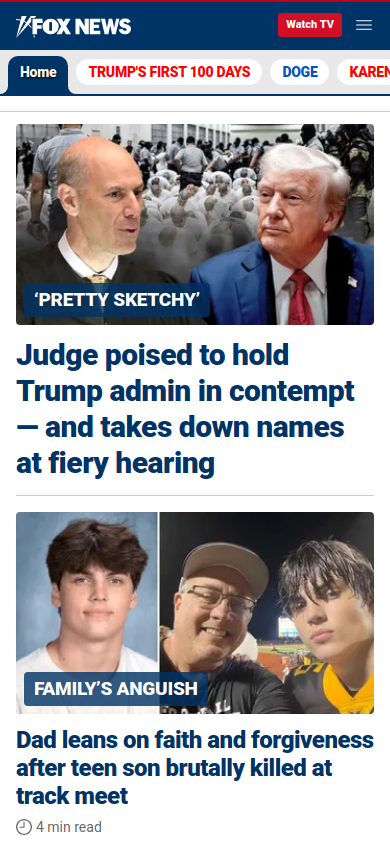 FOX NEWS
Watch TV
Home
TRUMP'S FIRST 100 DAYS
DOGE
KAREN
‘PRETTY SKETCHY’
Judge poised to hold
Trump admin in contempt
— and takes down names
at fiery hearing
FAMILY’S ANGUISH
Dad leans on faith and forgiveness
after teen son brutally killed at
track meet
4 min read